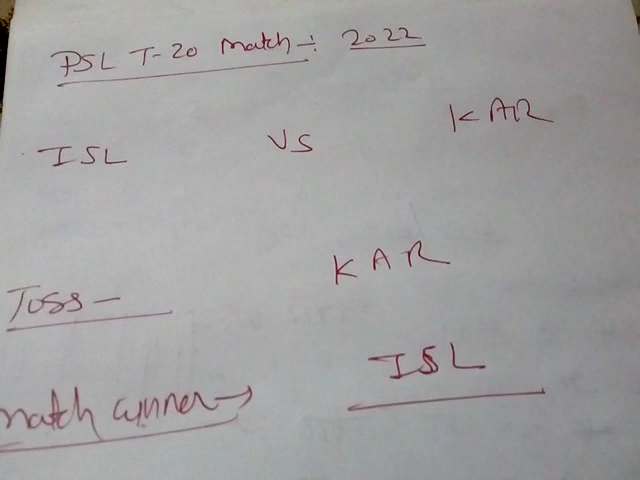 PSL T-20 Match -: 2022
ISL VS KAR
Toss - KAR
Match winner → ISL